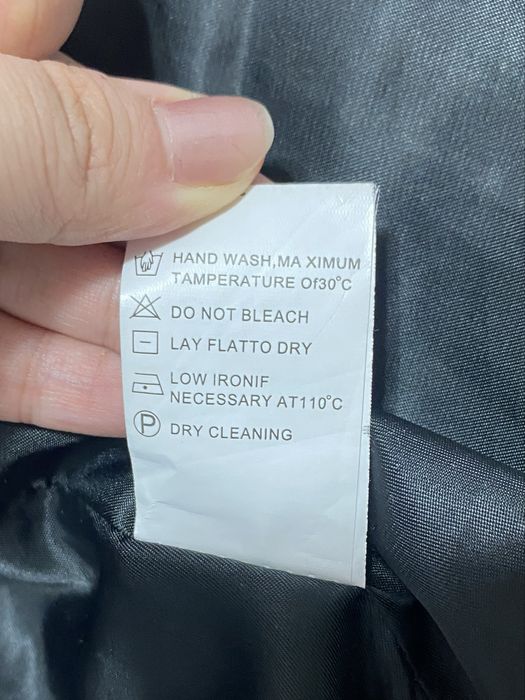 HAND WASH,MA XIMUM
TAMPERATURE Of30°C
DO NOT BLEACH
LAY FLATTO DRY
LOW IRONIF
NECESSARY AT110°C
P DRY CLEANING